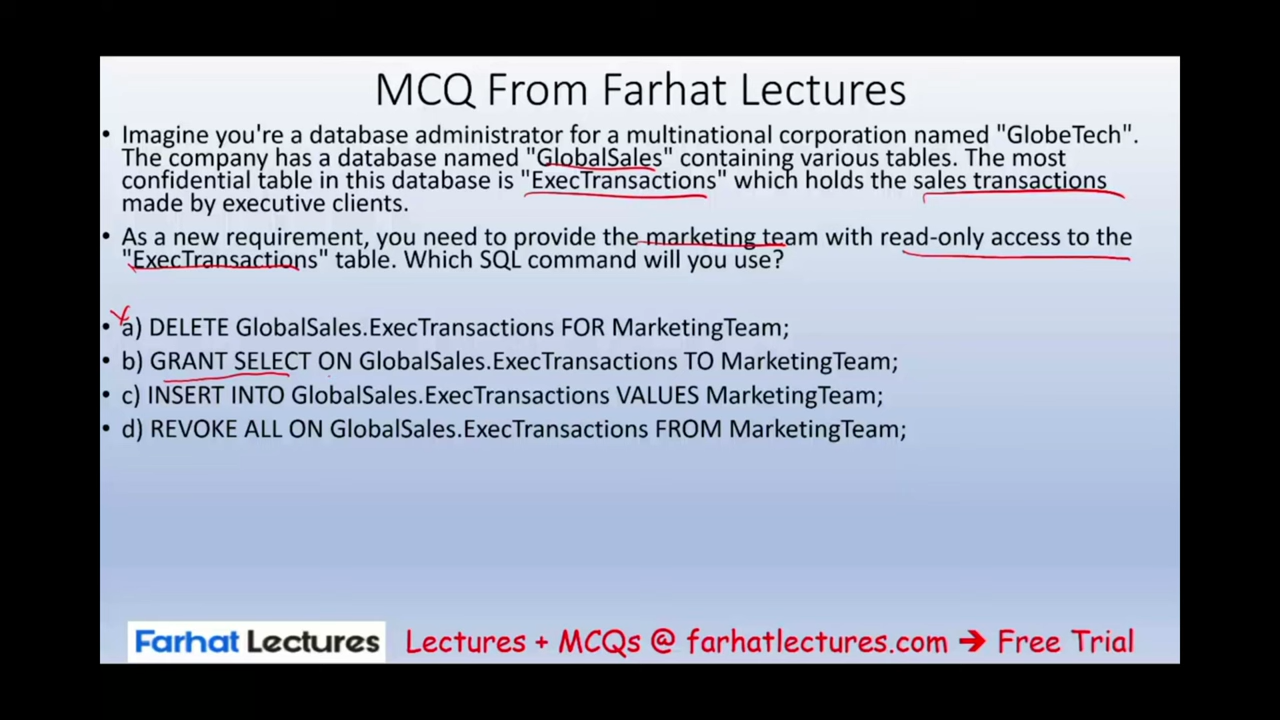 MCQ From Farhat Lectures
• Imagine you're a database administrator for a multinational corporation named "GlobeTech".
The company has a database named "GlobalSales" containing various tables. The most
confidential table in this database is "ExecTransactions" which holds the sales transactions
made by executive clients.
• As a new requirement, you need to provide the marketing team with read-only access to the
"ExecTransactions" table. Which SQL command will you use?
• a) DELETE GlobalSales.ExecTransactions FOR MarketingTeam;
• b) GRANT SELECT ON GlobalSales.ExecTransactions TO MarketingTeam;
• c) INSERT INTO GlobalSales.ExecTransactions VALUES MarketingTeam;
• d) REVOKE ALL ON GlobalSales.ExecTransactions FROM MarketingTeam;
Farhat Lectures Lectures + MCQs @ farhatlectures.com ➔ Free Trial